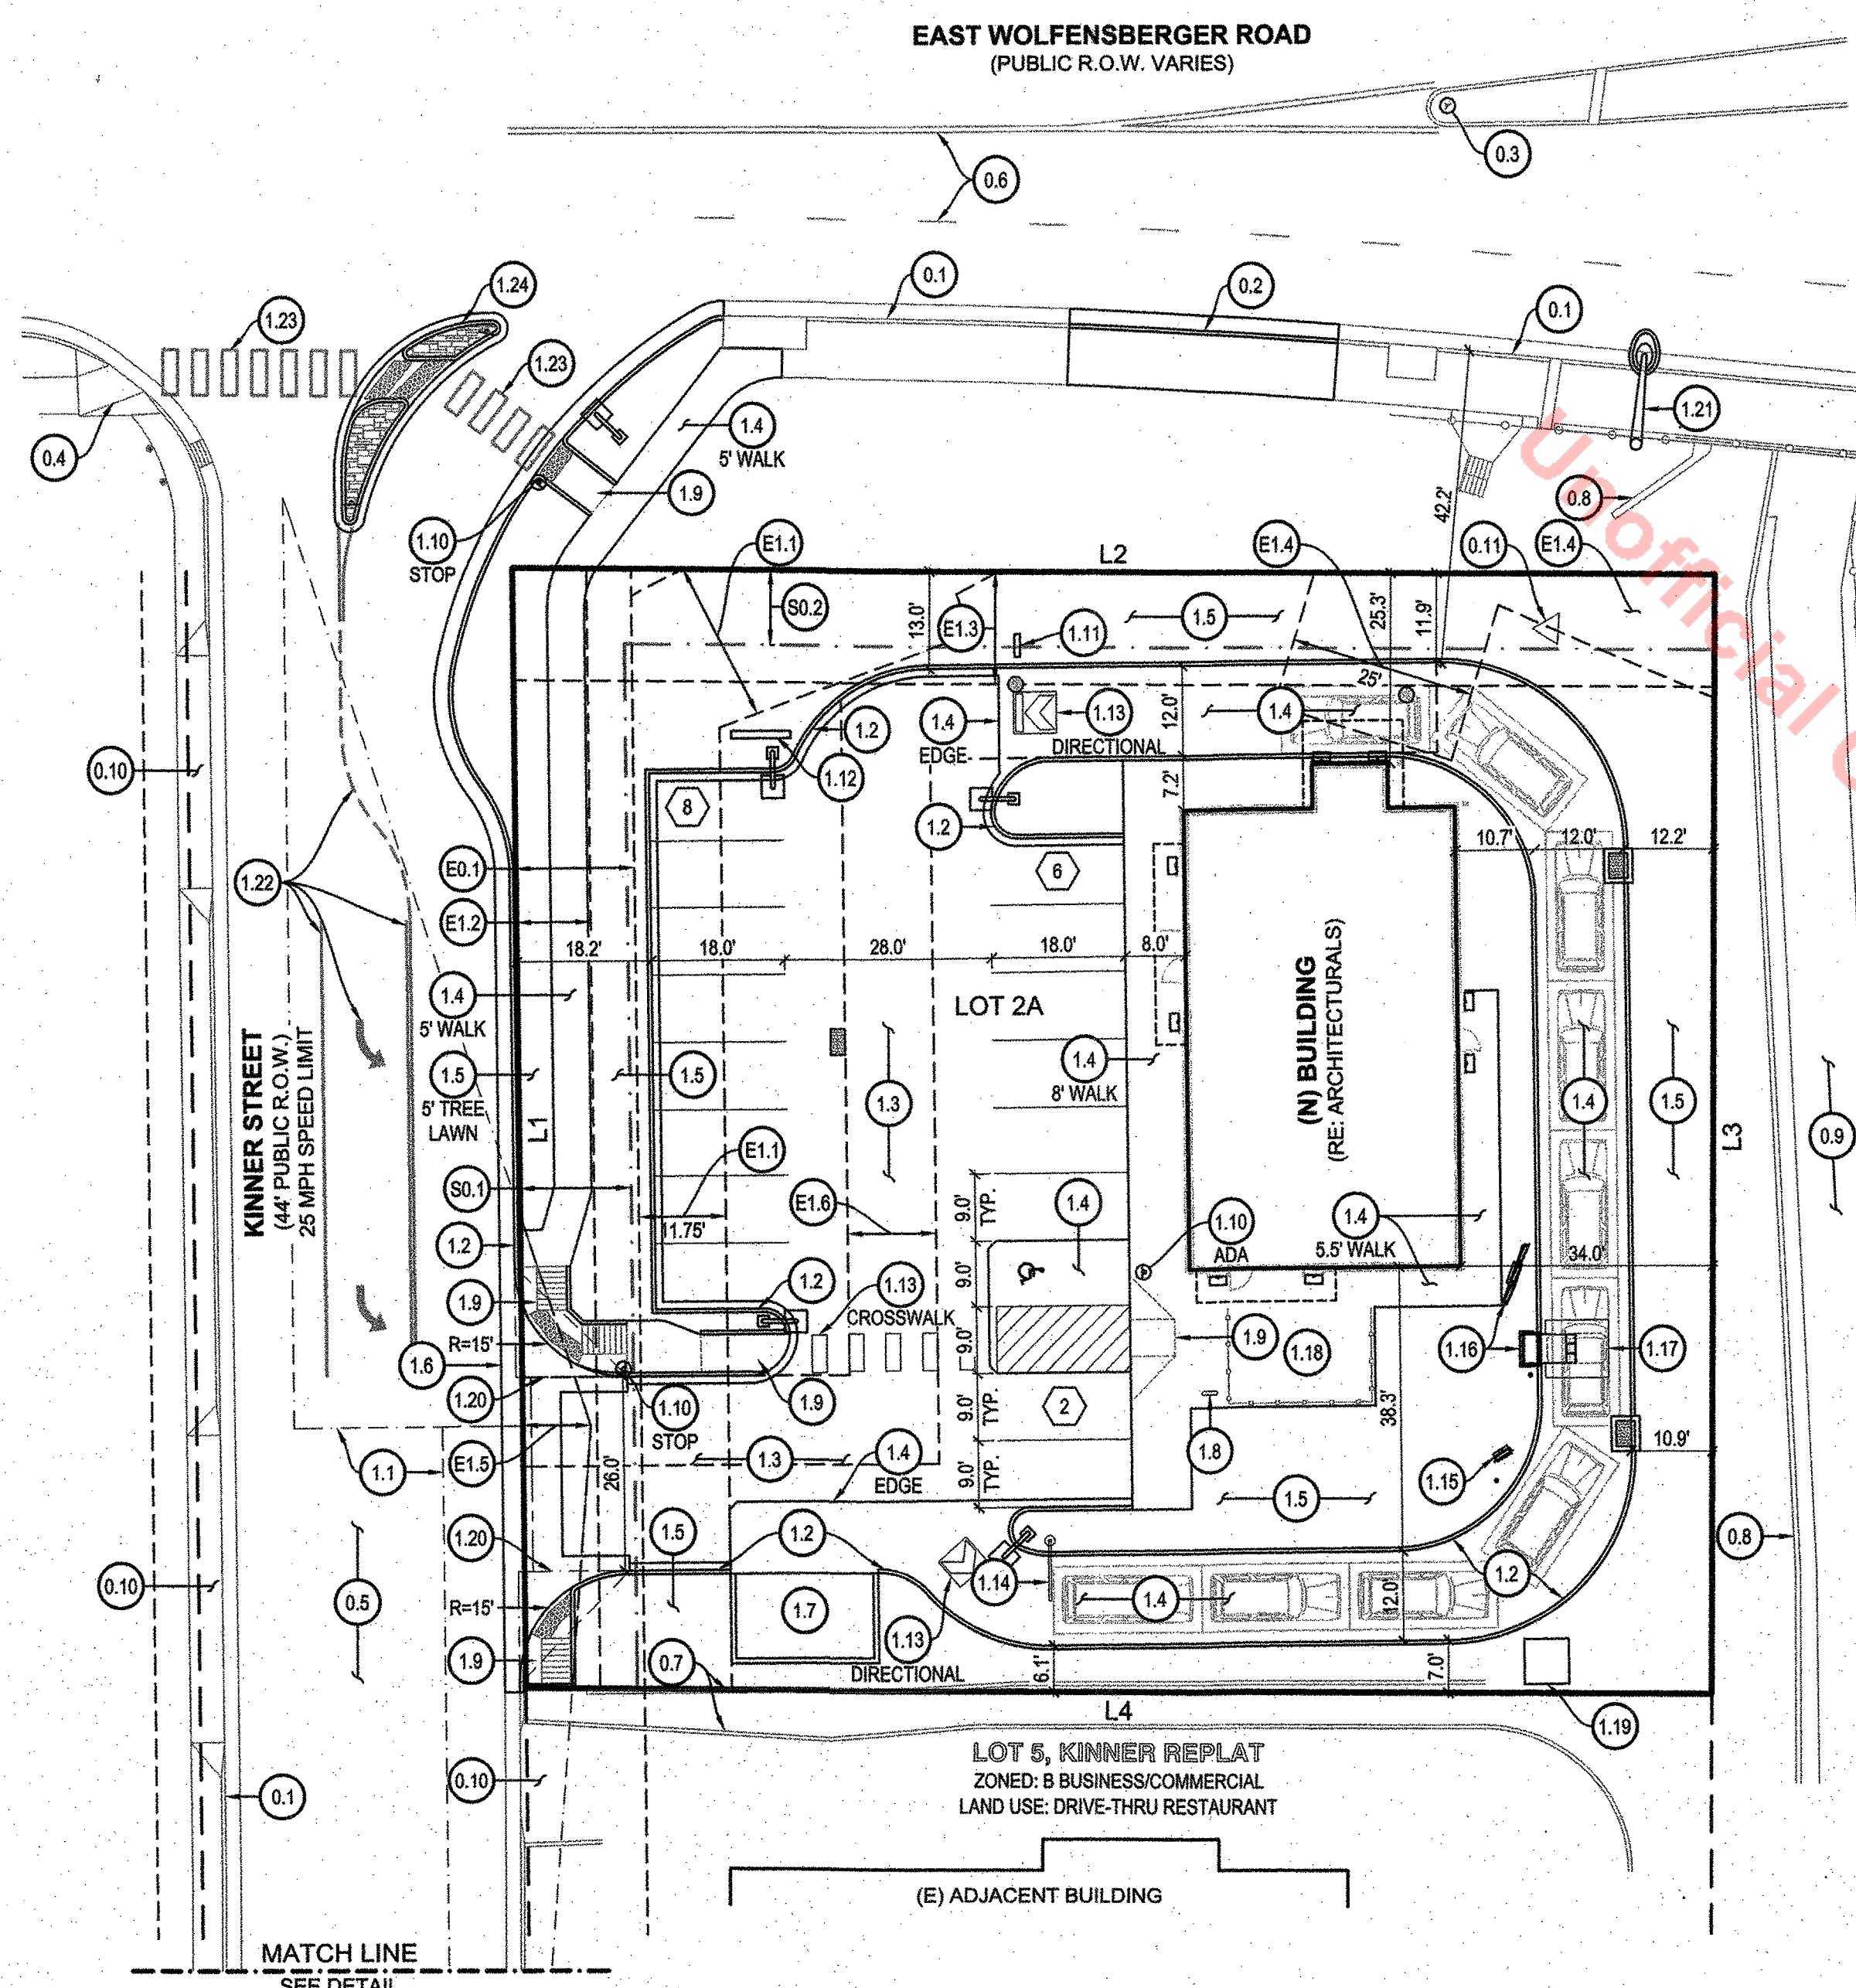 EAST WOLFENSBERGER ROAD
(PUBLIC R.O.W. VARIES)
0.3
0.6
0.1
0.2
0.1
1.24
1.23
1.23
1.21
0.4
1.4
5' WALK
1.9
0.8
42.2'
1.10
STOP
E1.1
L2
E1.4
0.11
E1.4
Unofficial
S0.2
13.0'
E1.3
1.11
1.5
25.3'
11.9'
25'
1.4
EDGE
1.13
DIRECTIONAL
12.0'
1.4
1.2
0.10
1.12
8
7.2'
1.2
10.7'
12.0'
12.2'
E0.1
6
1.22
E1.2
18.2'
18.0'
28.0'
18.0'
8.0'
1.4
5' WALK
LOT 2A
(N) BUILDING
(RE: ARCHITECTURALS)
KINNER STREET
(44' PUBLIC R.O.W.)
25 MPH SPEED LIMIT
1.5
5' TREE
LAWN
1.5
1.4
8' WALK
1.3
1.4
1.5
L1
L3
0.9
E1.1
S0.1
11.75'
E1.6
9.0'
TYP.
1.4
1.10
ADA
1.4
5.5' WALK
34.0'
1.2
1.2
1.13
CROSSWALK
9.0'
1.9
R=15'
1.6
9.0'
1.9
1.18
1.16
1.17
1.20
1.10
STOP
1.9
9.0'
TYP.
2
38.3'
1.1
E1.5
26.0'
1.3
1.4
EDGE
9.0'
TYP.
1.8
10.9'
1.15
1.5
1.20
1.5
1.2
0.8
0.10
0.5
R=15'
1.7
1.14
1.4
12.0'
1.2
1.9
0.7
1.13
DIRECTIONAL
6.1'
7.0'
L4
1.19
0.1
0.10
LOT 5, KINNER REPLAT
ZONED: B BUSINESS/COMMERCIAL
LAND USE: DRIVE-THRU RESTAURANT
(E) ADJACENT BUILDING
MATCH LINE
SEE DETAIL